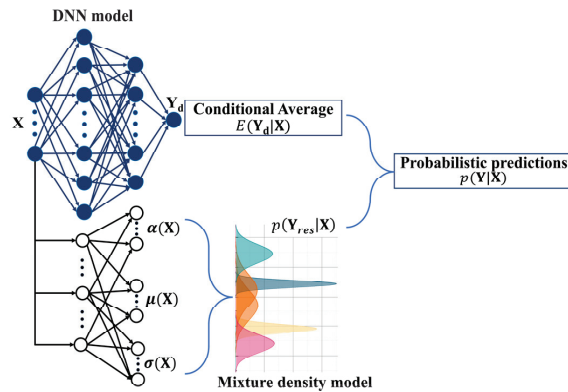 DNN model
X
Y_d
Conditional Average
E(Y_d|X)
Probabilistic predictions
p(Y|X)
α(X)
μ(X)
σ(X)
p(Y_res|X)
Mixture density model